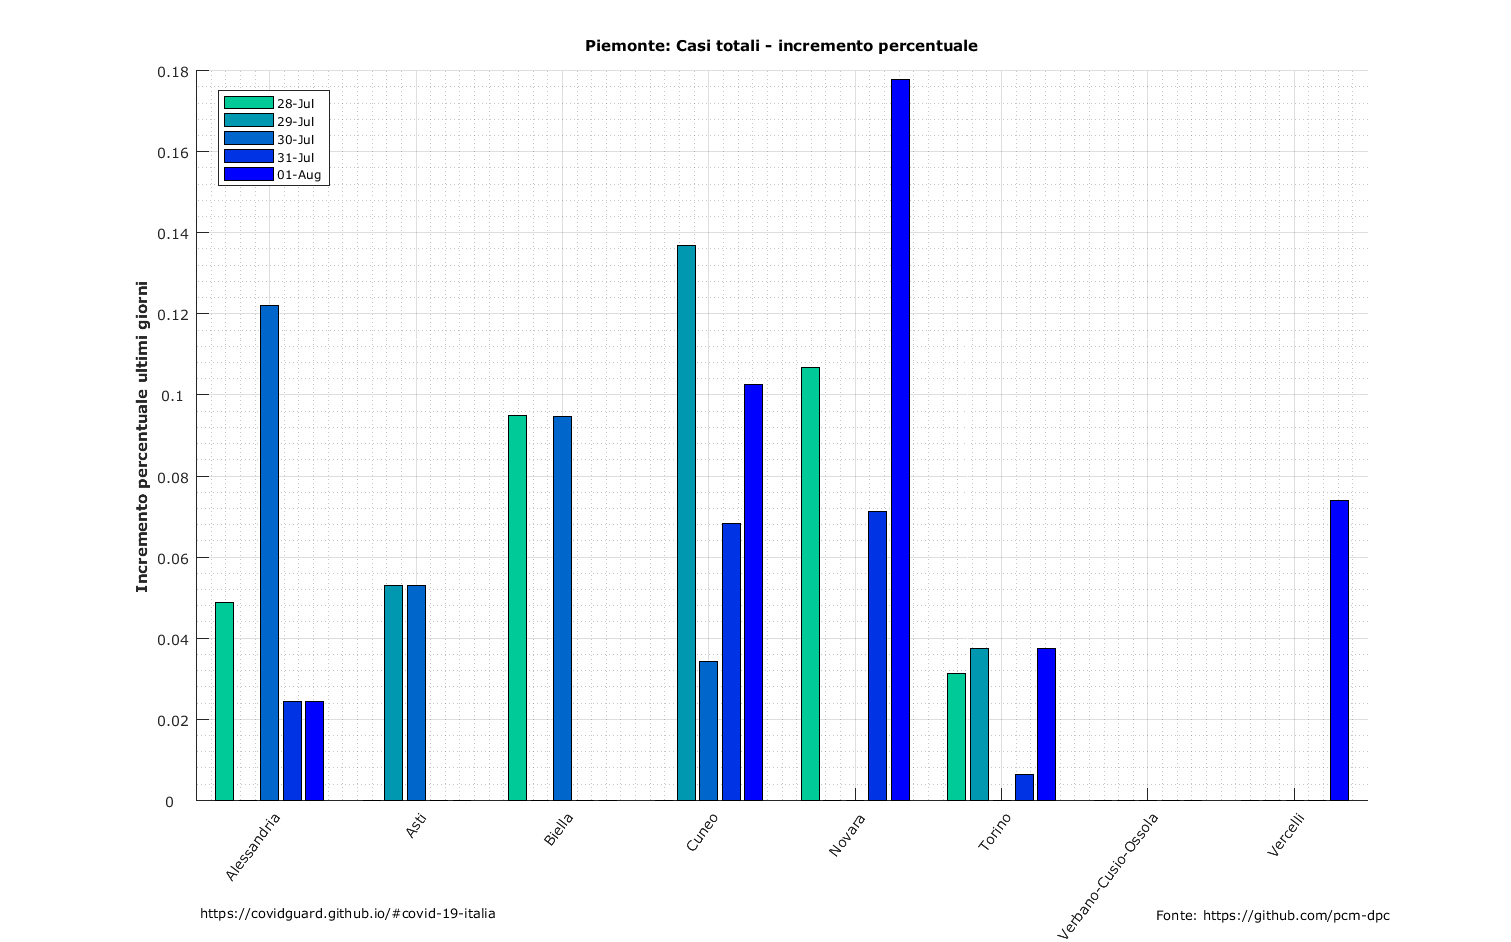 Piemonte: Casi totali - incremento percentuale
0.18
0.16
0.14
0.12
0.1
0.08
0.06
0.04
0.02
0
Incremento percentuale ultimi giorni
28-Jul
29-Jul
30-Jul
31-Jul
01-Aug
Alessandria
Asti
Biella
Cuneo
Novara
Torino
Verbano-Cusio-Ossola
Vercelli
https://covidguard.github.io/#covid-19-italia
Fonte: https://github.com/pcm-dpc